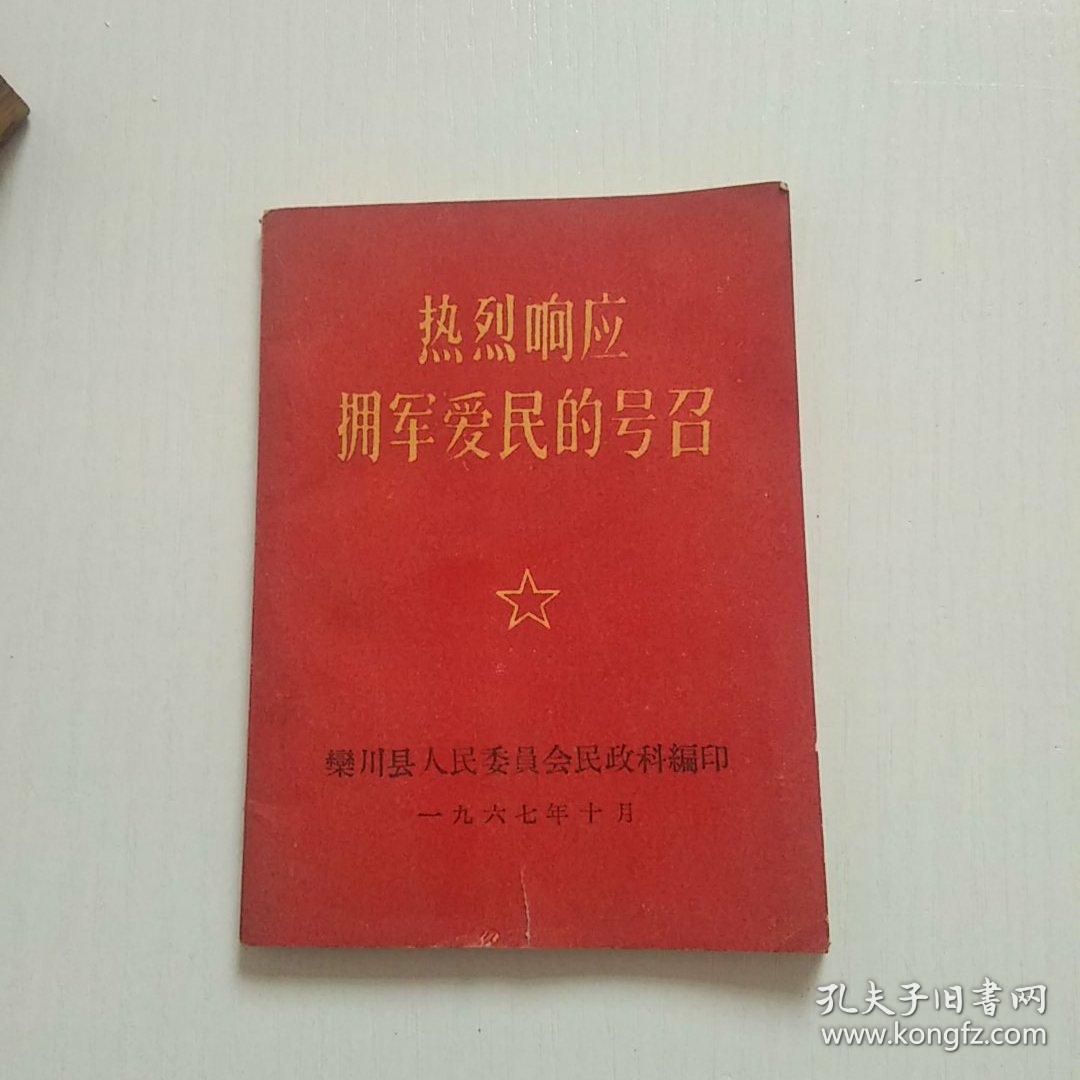 热烈响应
拥军爱民的号召
欒川县人民委員会民政科編印
一九六七年十月
孔夫子旧書网
www.kongfz.com